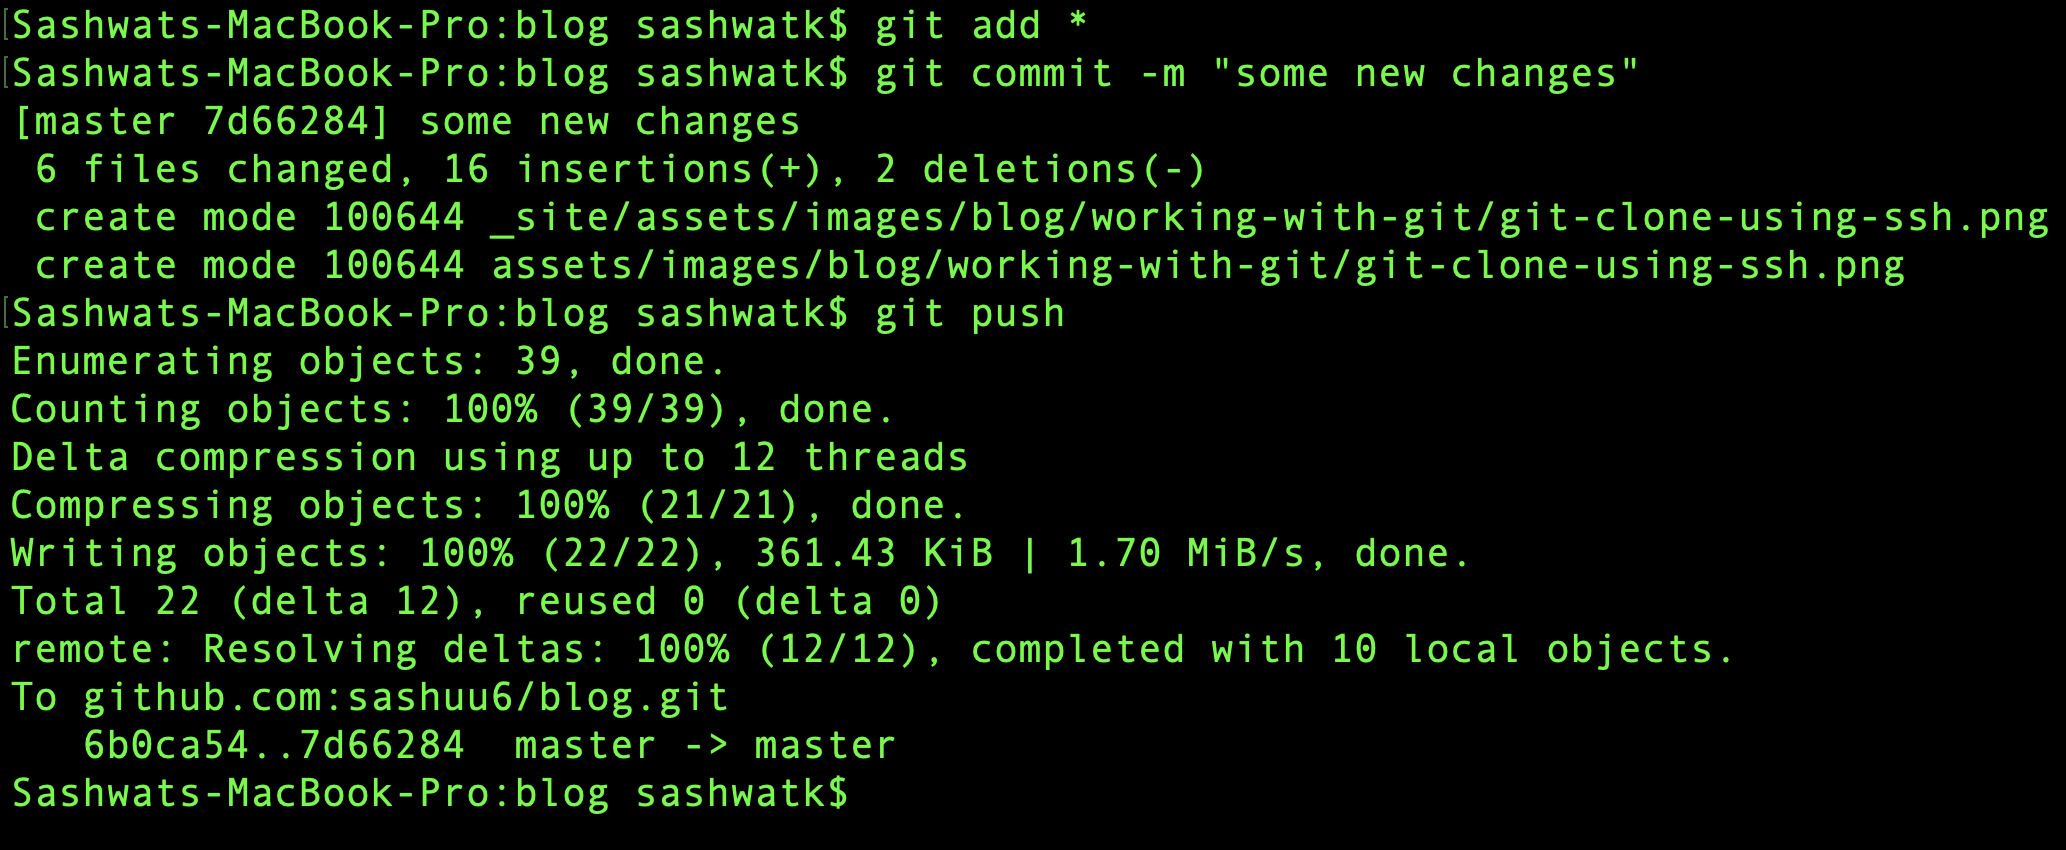 [Sashwats-MacBook-Pro:blog sashwatk$ git add *
[Sashwats-MacBook-Pro:blog sashwatk$ git commit -m "some new changes"
[master 7d66284] some new changes
 6 files changed, 16 insertions(+), 2 deletions(-)
 create mode 100644 _site/assets/images/blog/working-with-git/git-clone-using-ssh.png
 create mode 100644 assets/images/blog/working-with-git/git-clone-using-ssh.png
[Sashwats-MacBook-Pro:blog sashwatk$ git push
Enumerating objects: 39, done.
Counting objects: 100% (39/39), done.
Delta compression using up to 12 threads
Compressing objects: 100% (21/21), done.
Writing objects: 100% (22/22), 361.43 KiB | 1.70 MiB/s, done.
Total 22 (delta 12), reused 0 (delta 0)
remote: Resolving deltas: 100% (12/12), completed with 10 local objects.
To github.com:sashuu6/blog.git
   6b0ca54..7d66284  master -> master
Sashwats-MacBook-Pro:blog sashwatk$